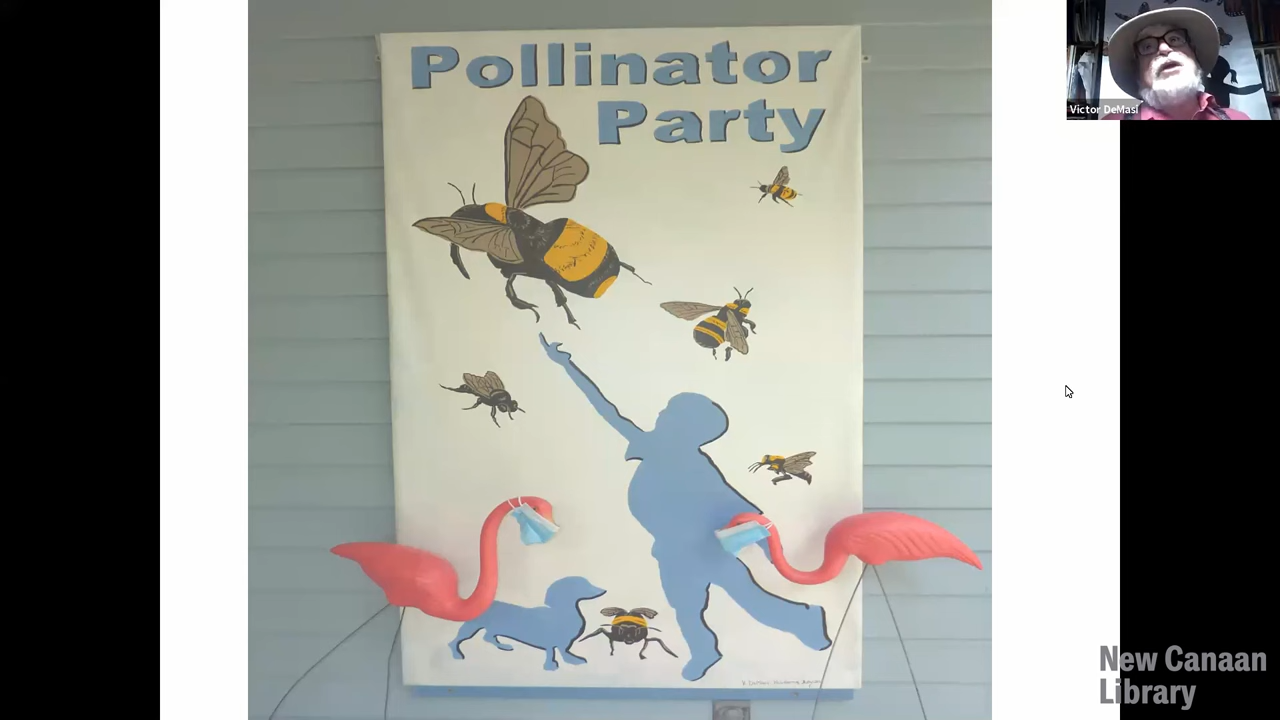 Pollinator
Party
Victor DeMasi
New Canaan
Library